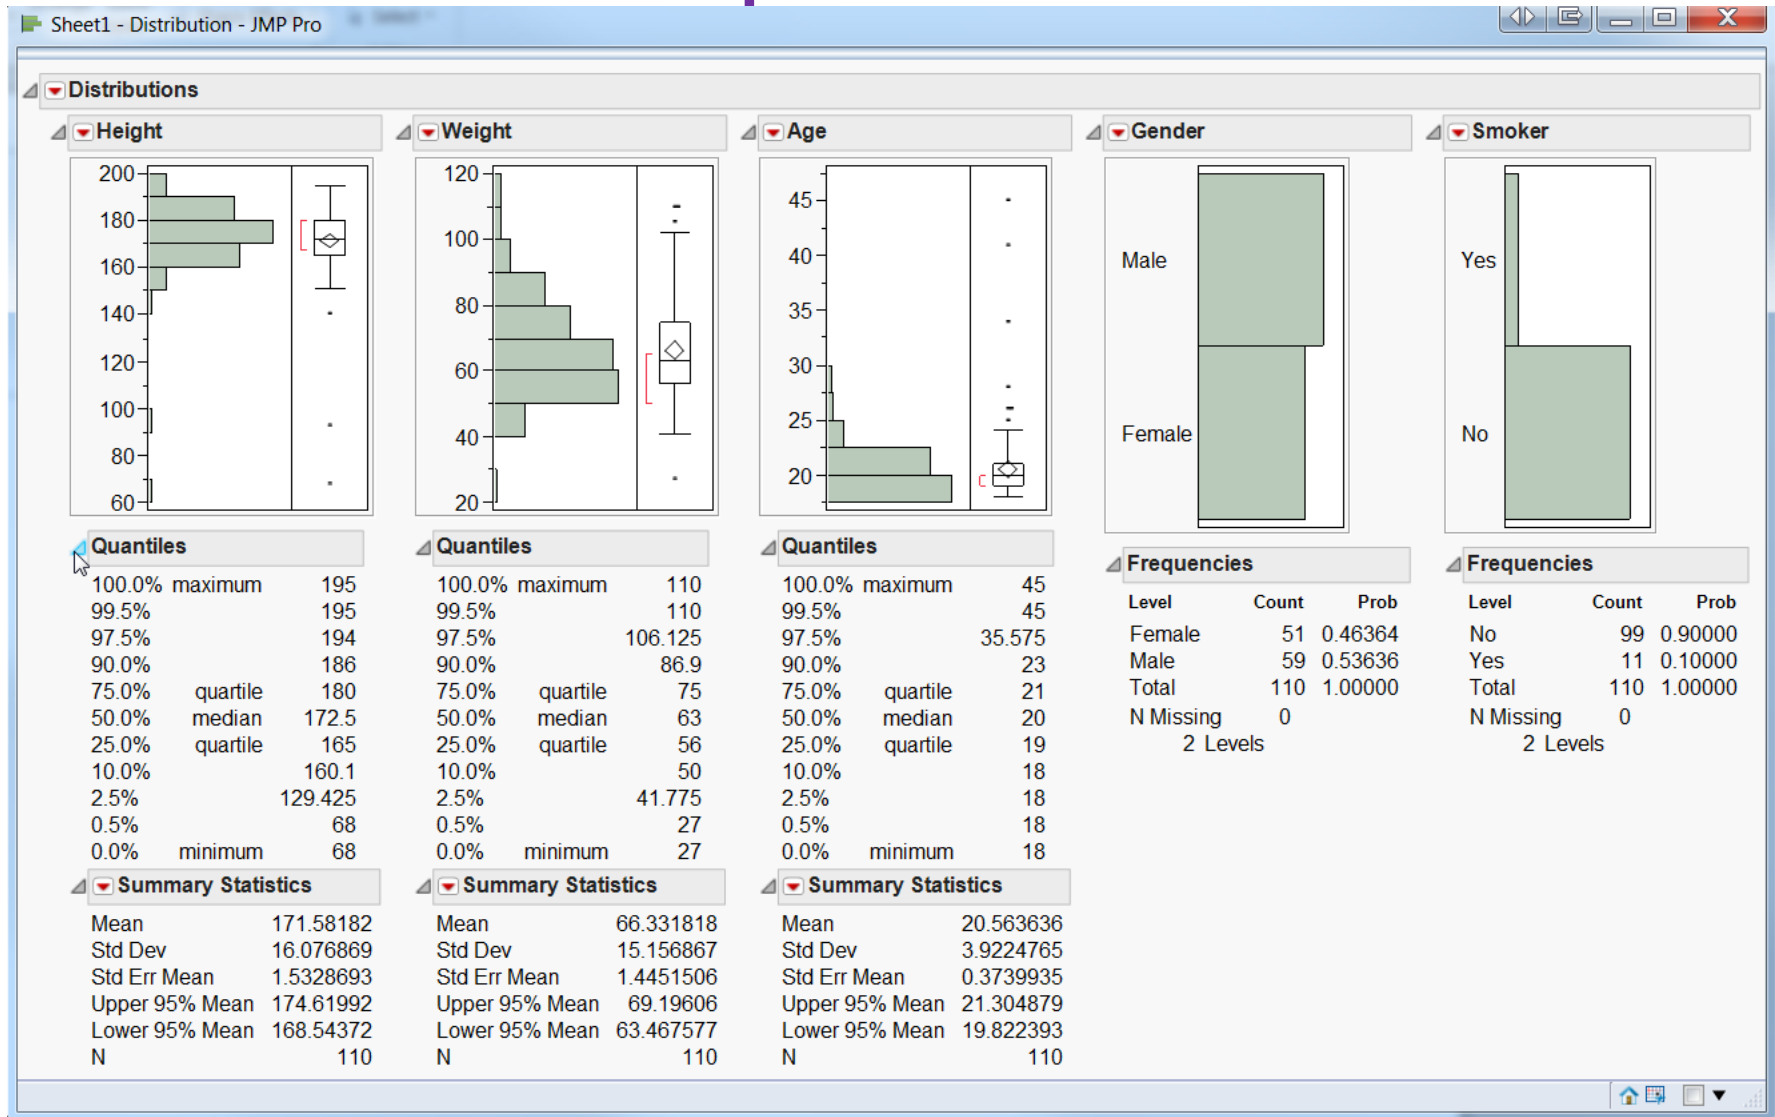 Sheet1 - Distribution - JMP Pro
Distributions
Height
200
180
160
140
120
100
80
60
Quantiles
100.0% maximum 195
99.5% 195
97.5% 194
90.0% 186
75.0% quartile 180
50.0% median 172.5
25.0% quartile 165
10.0% 160.1
2.5% 129.425
0.5% 68
0.0% minimum 68
Summary Statistics
Mean 171.58182
Std Dev 16.076869
Std Err Mean 1.5328693
Upper 95% Mean 174.61992
Lower 95% Mean 168.54372
N 110
Weight
120
100
80
60
40
20
Quantiles
100.0% maximum 110
99.5% 110
97.5% 106.125
90.0% 86.9
75.0% quartile 75
50.0% median 63
25.0% quartile 56
10.0% 50
2.5% 41.775
0.5% 27
0.0% minimum 27
Summary Statistics
Mean 66.331818
Std Dev 15.156867
Std Err Mean 1.4451506
Upper 95% Mean 69.19606
Lower 95% Mean 63.467577
N 110
Age
45
40
35
30
25
20
Quantiles
100.0% maximum 45
99.5% 45
97.5% 35.575
90.0% 23
75.0% quartile 21
50.0% median 20
25.0% quartile 19
10.0% 18
2.5% 18
0.5% 18
0.0% minimum 18
Summary Statistics
Mean 20.563636
Std Dev 3.9224765
Std Err Mean 0.3739935
Upper 95% Mean 21.304879
Lower 95% Mean 19.822393
N 110
Gender
Male
Female
Frequencies
Level Count Prob
Female 51 0.46364
Male 59 0.53636
Total 110 1.00000
N Missing 0
2 Levels
Smoker
Yes
No
Frequencies
Level Count Prob
No 99 0.90000
Yes 11 0.10000
Total 110 1.00000
N Missing 0
2 Levels